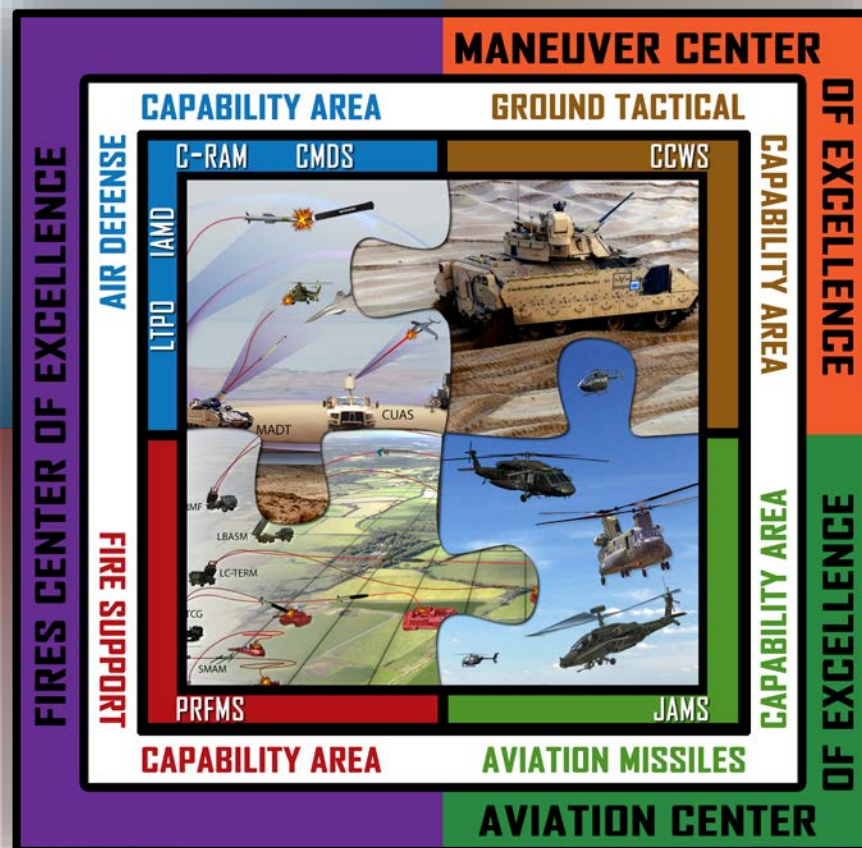 MANEUVER CENTER
OF EXCELLENCE
FIRES CENTER OF EXCELLENCE
CAPABILITY AREA
GROUND TACTICAL
AIR DEFENSE
CAPABILITY AREA
C-RAM CMDS
CCWS
IAMD
LTPO
MADT
CUAS
LBASM
LC-TERM
SMAM
FIRE SUPPORT
CAPABILITY AREA
PRFMS
JAMS
CAPABILITY AREA
AVIATION MISSILES
OF EXCELLENCE
AVIATION CENTER